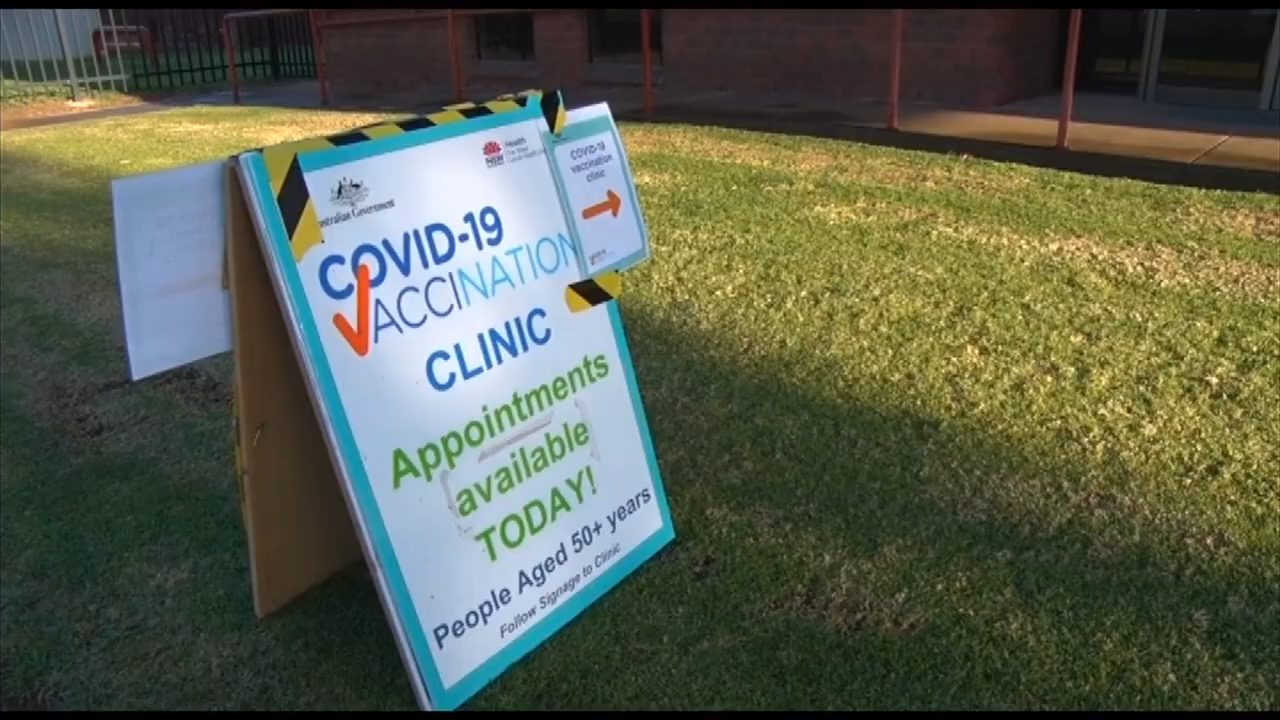 Australian Government
NSW
Health
COVID-19
VACCINATION
CLINIC
Appointments
available
TODAY!
People Aged 50+ years
Follow Signage to Clinic
COVID-19
vaccination
clinic